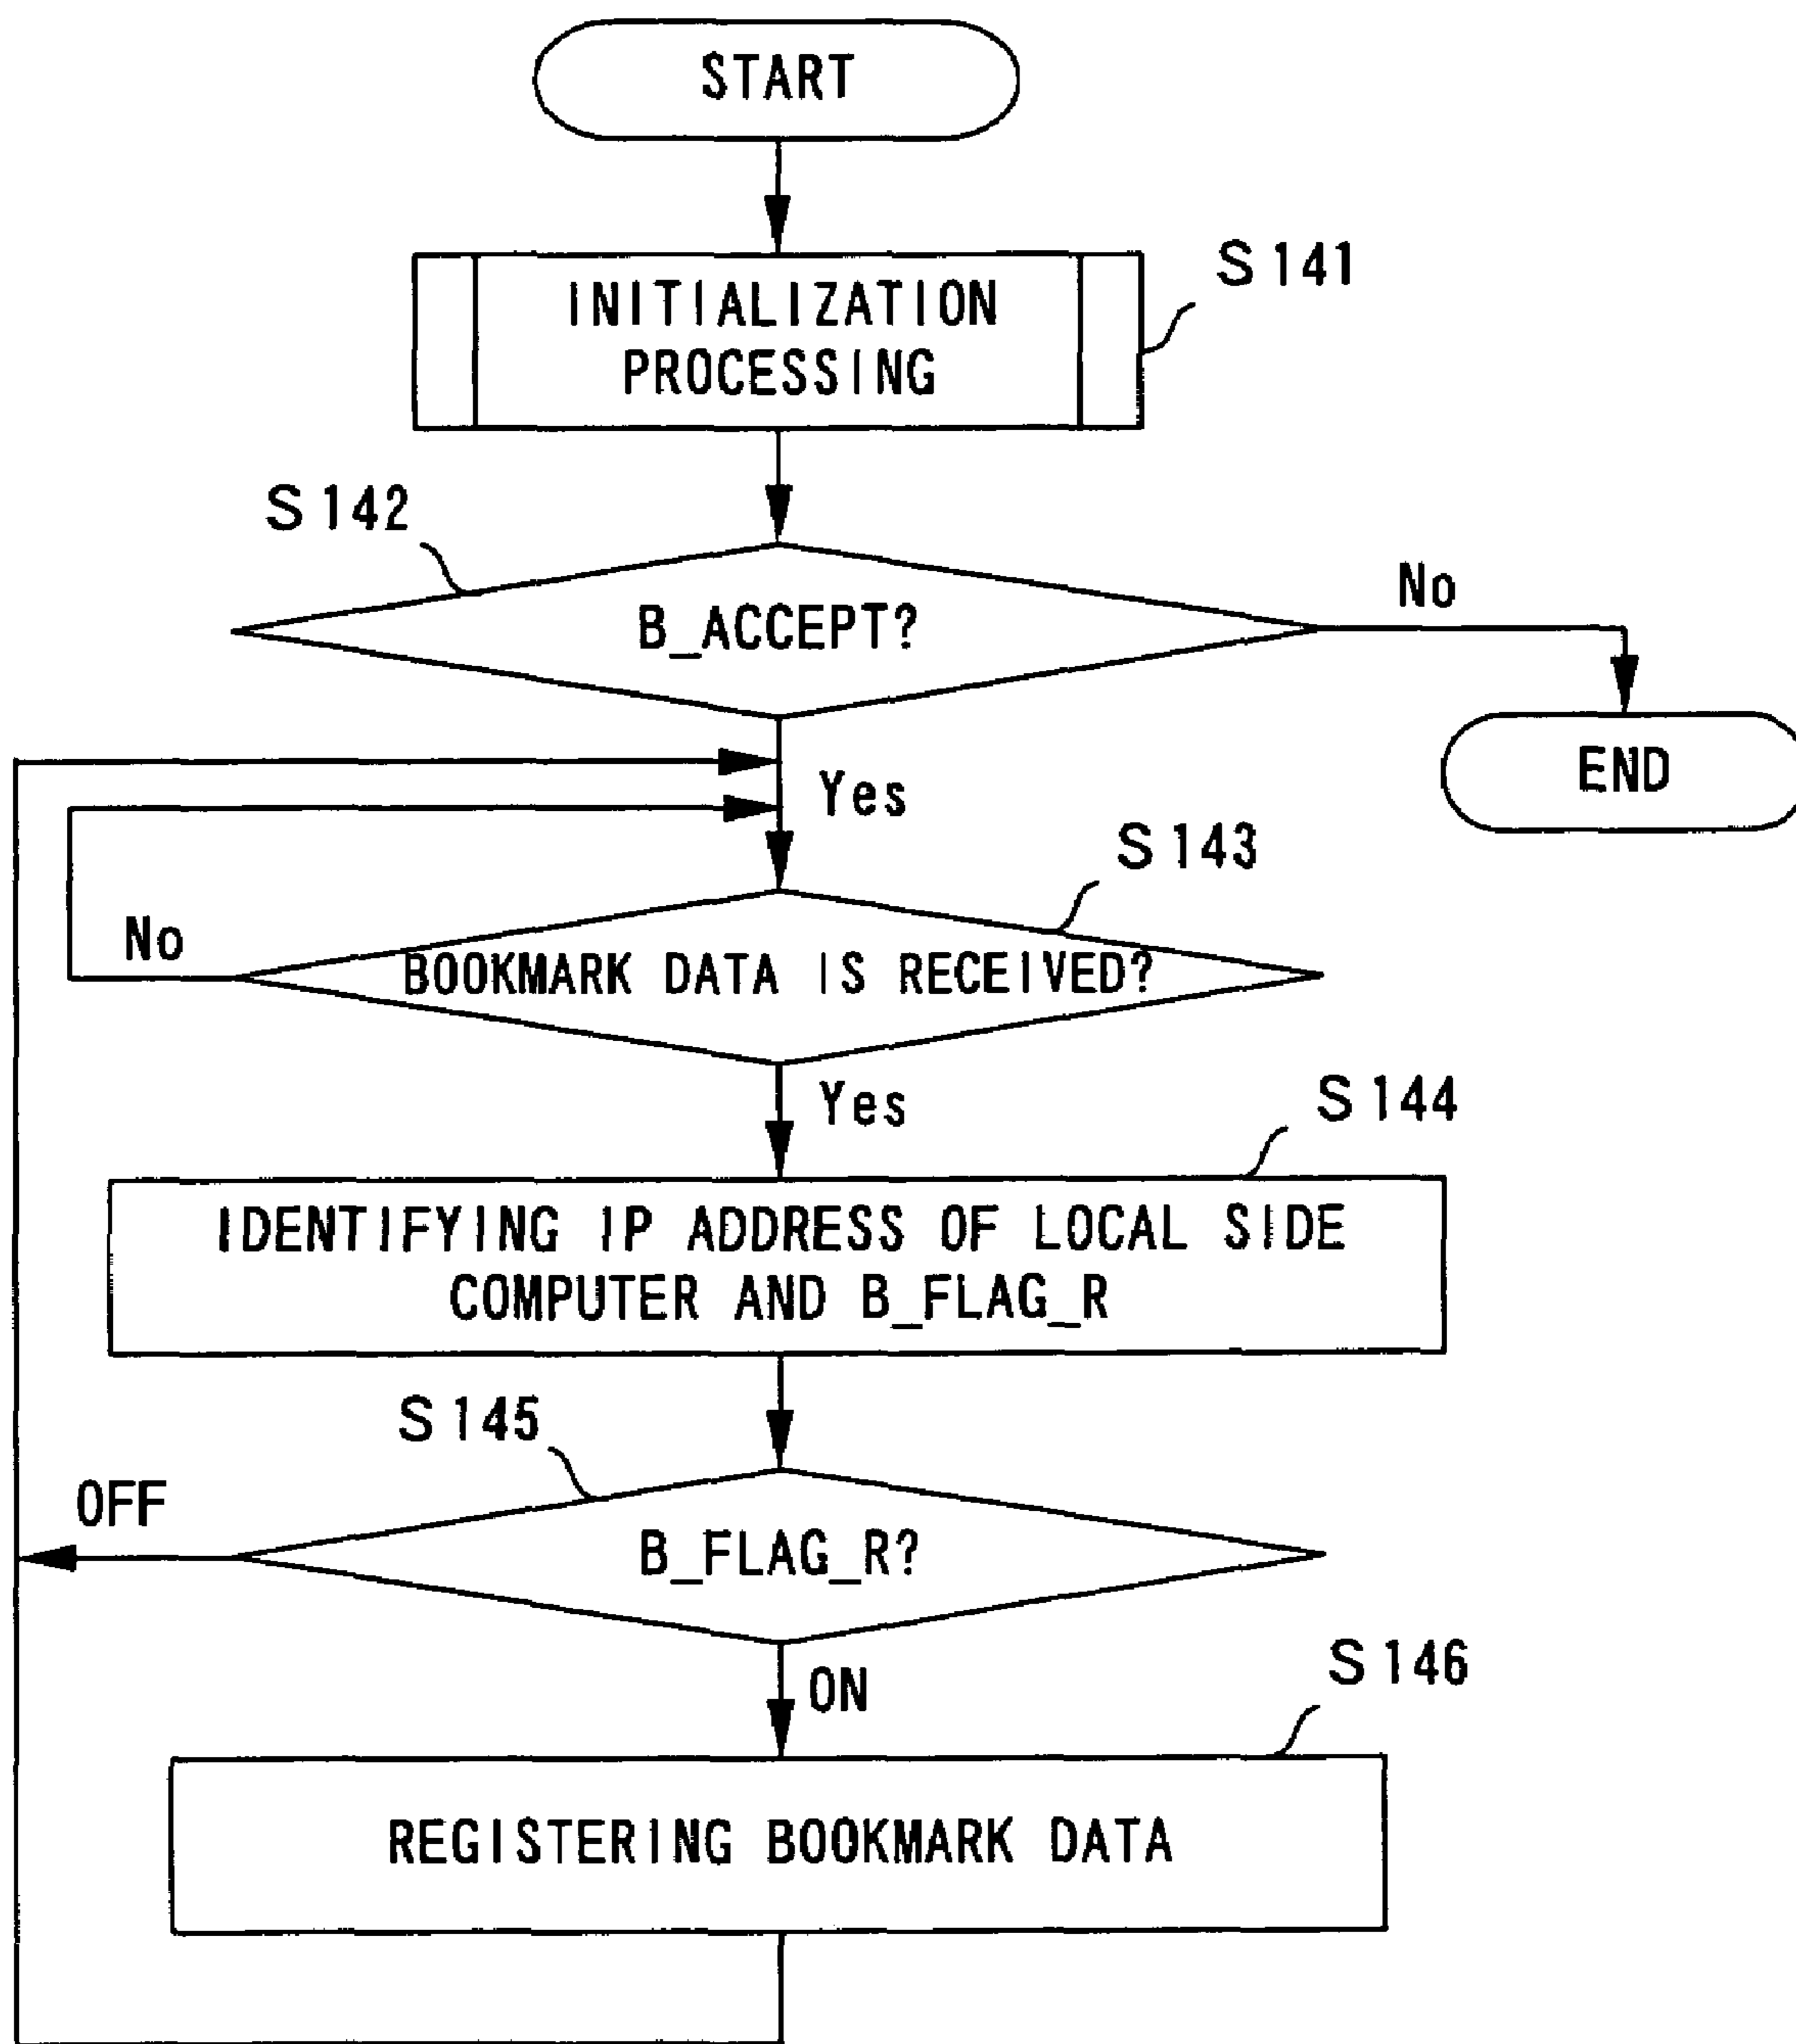 START
S141
INITIALIZATION
PROCESSING
S142
B_ACCEPT?
No
END
Yes
S143
No
BOOKMARK DATA IS RECEIVED?
Yes
S144
IDENTIFYING IP ADDRESS OF LOCAL SIDE
COMPUTER AND B_FLAG_R
S145
OFF
B_FLAG_R?
ON
S146
REGISTERING BOOKMARK DATA